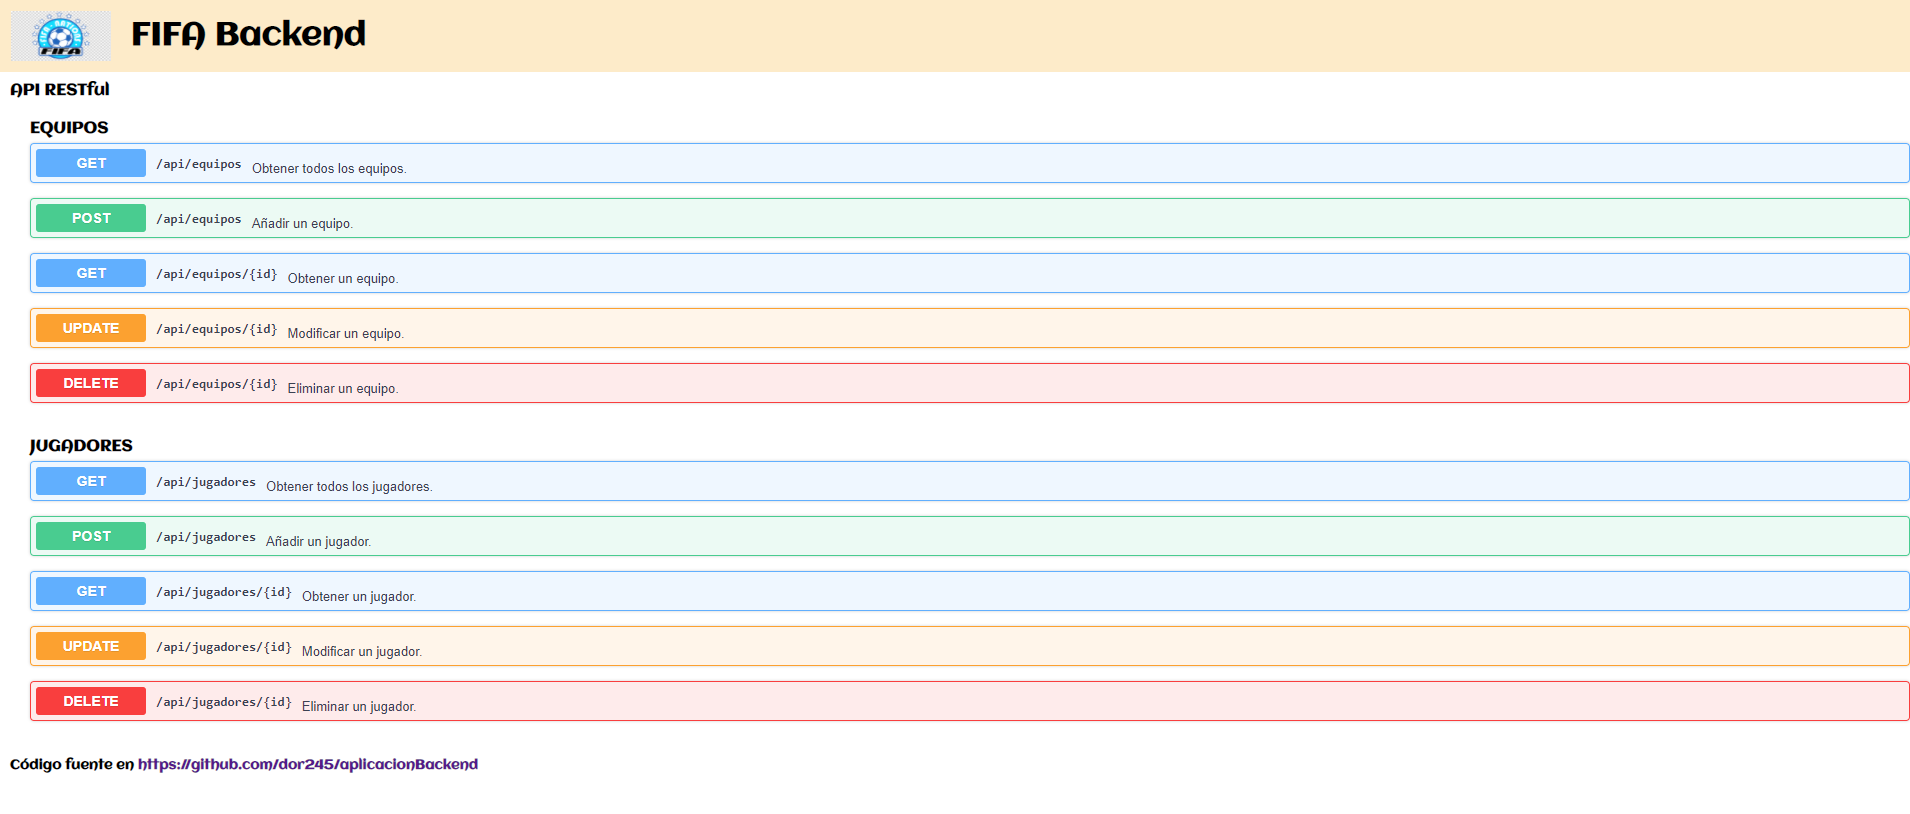 FIFA
FIFA Backend
API RESTful
EQUIPOS
GET /api/equipos Obtener todos los equipos.
POST /api/equipos Añadir un equipo.
GET /api/equipos/{id} Obtener un equipo.
UPDATE /api/equipos/{id} Modificar un equipo.
DELETE /api/equipos/{id} Eliminar un equipo.
JUGADORES
GET /api/jugadores Obtener todos los jugadores.
POST /api/jugadores Añadir un jugador.
GET /api/jugadores/{id} Obtener un jugador.
UPDATE /api/jugadores/{id} Modificar un jugador.
DELETE /api/jugadores/{id} Eliminar un jugador.
Código fuente en https://github.com/dor245/aplicacionBackend